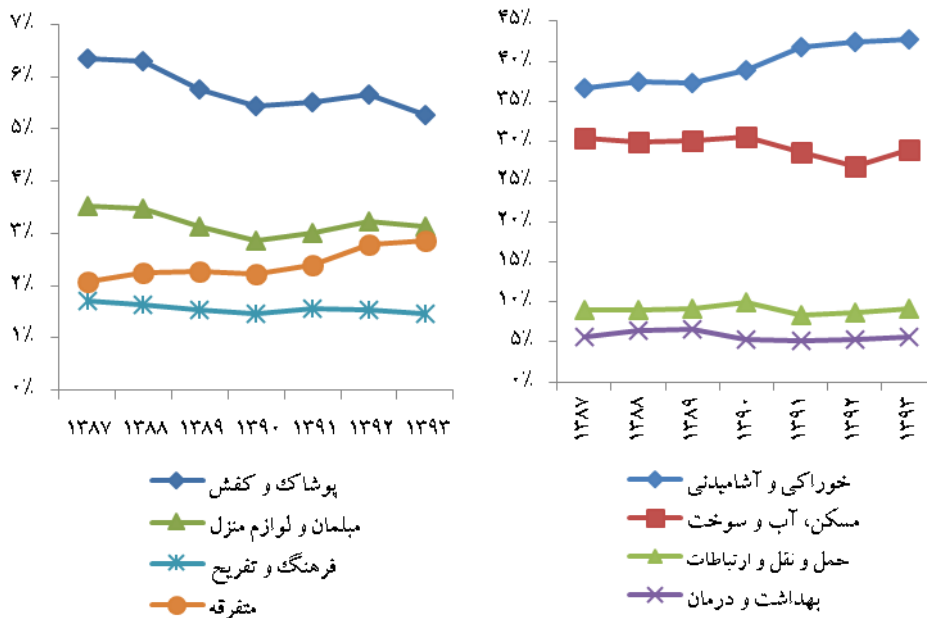 ۷٪
۶٪
۵٪
۴٪
۳٪
۲٪
۱٪
۰٪
۱۳۸۷ ۱۳۸۸ ۱۳۸۹ ۱۳۹۰ ۱۳۹۱ ۱۳۹۲ ۱۳۹۳
پوشاک و کفش
مبلمان و لوازم منزل
فرهنگ و تفریح
متفرقه
۴۵٪
۴۰٪
۳۵٪
۳۰٪
۲۵٪
۲۰٪
۱۵٪
۱۰٪
۵٪
۰٪
۱۳۸۷
۱۳۸۸
۱۳۸۹
۱۳۹۰
۱۳۹۱
۱۳۹۲
۱۳۹۳
خوراکی و آشامیدنی
مسکن، آب و سوخت
حمل و نقل و ارتباطات
بهداشت و درمان